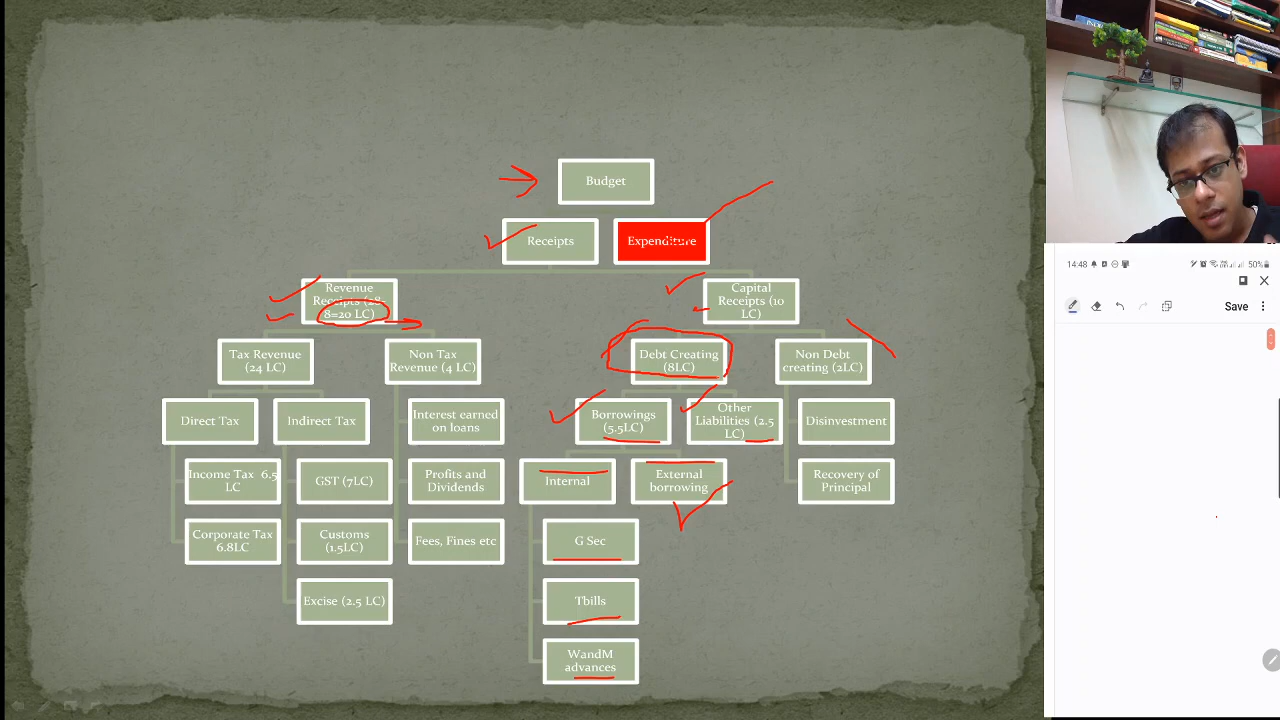 Budget
Receipts
Expenditure
Revenue
Receipts (28-
8=20 LC)
Capital
Receipts (10
LC)
Tax Revenue
(24 LC)
Non Tax
Revenue (4 LC)
Debt Creating
(8LC)
Non Debt
creating (2LC)
Direct Tax
Indirect Tax
Interest earned
on loans
Borrowings
(5.5LC)
Other
Liabilities (2.5
LC)
Disinvestment
Income Tax 6.5
LC
GST (7LC)
Profits and
Dividends
Internal
External
borrowing
Recovery of
Principal
Corporate Tax
6.8LC
Customs
(1.5LC)
Fees, Fines etc
G Sec
Excise (2.5 LC)
Tbills
WandM
advances
14:48
50%
Save